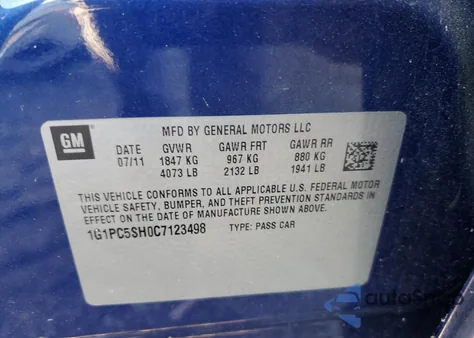 MFD BY GENERAL MOTORS LLC
GM
DATE GVWR GAWR FRT GAWR RR
07/11 1847 KG 967 KG 880 KG
4073 LB 2132 LB 1941 LB
THIS VEHICLE CONFORMS TO ALL APPLICABLE U.S. FEDERAL MOTOR
VEHICLE SAFETY, BUMPER, AND THEFT PREVENTION STANDARDS IN
EFFECT ON THE DATE OF MANUFACTURE SHOWN ABOVE.
1G1PC5SH0C7123498 TYPE: PASS CAR